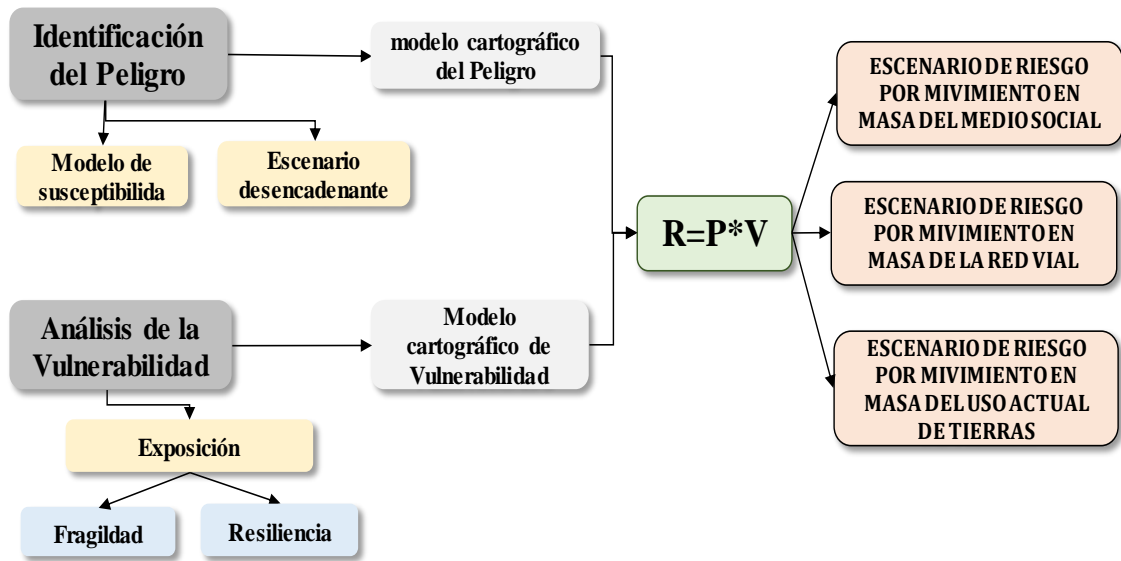 Identificación
del Peligro
modelo cartográfico
del Peligro
Modelo de
susceptibilida
Escenario
desencadenante
Análisis de la
Vulnerabilidad
Modelo
cartográfico de
Vulnerabilidad
Exposición
Fragildad
Resiliencia
R=P*V
ESCENARIO DE RIESGO
POR MIVIMIENTO EN
MASA DEL MEDIO SOCIAL
ESCENARIO DE RIESGO
POR MIVIMIENTO EN
MASA DE LA RED VIAL
ESCENARIO DE RIESGO
POR MIVIMIENTO EN
MASA DEL USO ACTUAL
DE TIERRAS